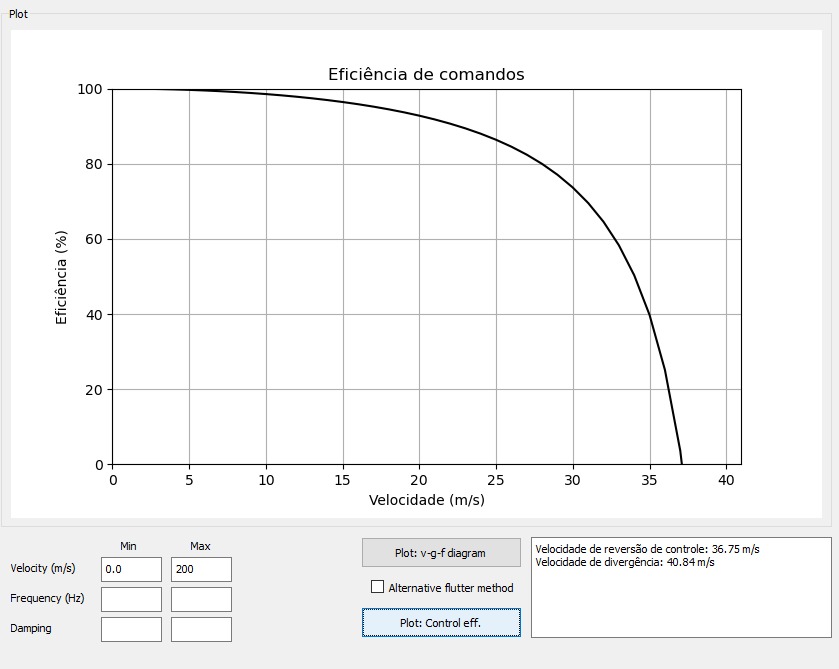 Plot
Eficiência de comandos
100
80
60
40
20
0
Eficiência (%)
0 5 10 15 20 25 30 35 40
Velocidade (m/s)
Min Max
Velocity (m/s) 0.0 200
Frequency (Hz)
Damping
Plot: v-g-f diagram
Alternative flutter method
Plot: Control eff.
Velocidade de reversão de controle: 36.75 m/s
Velocidade de divergência: 40.84 m/s